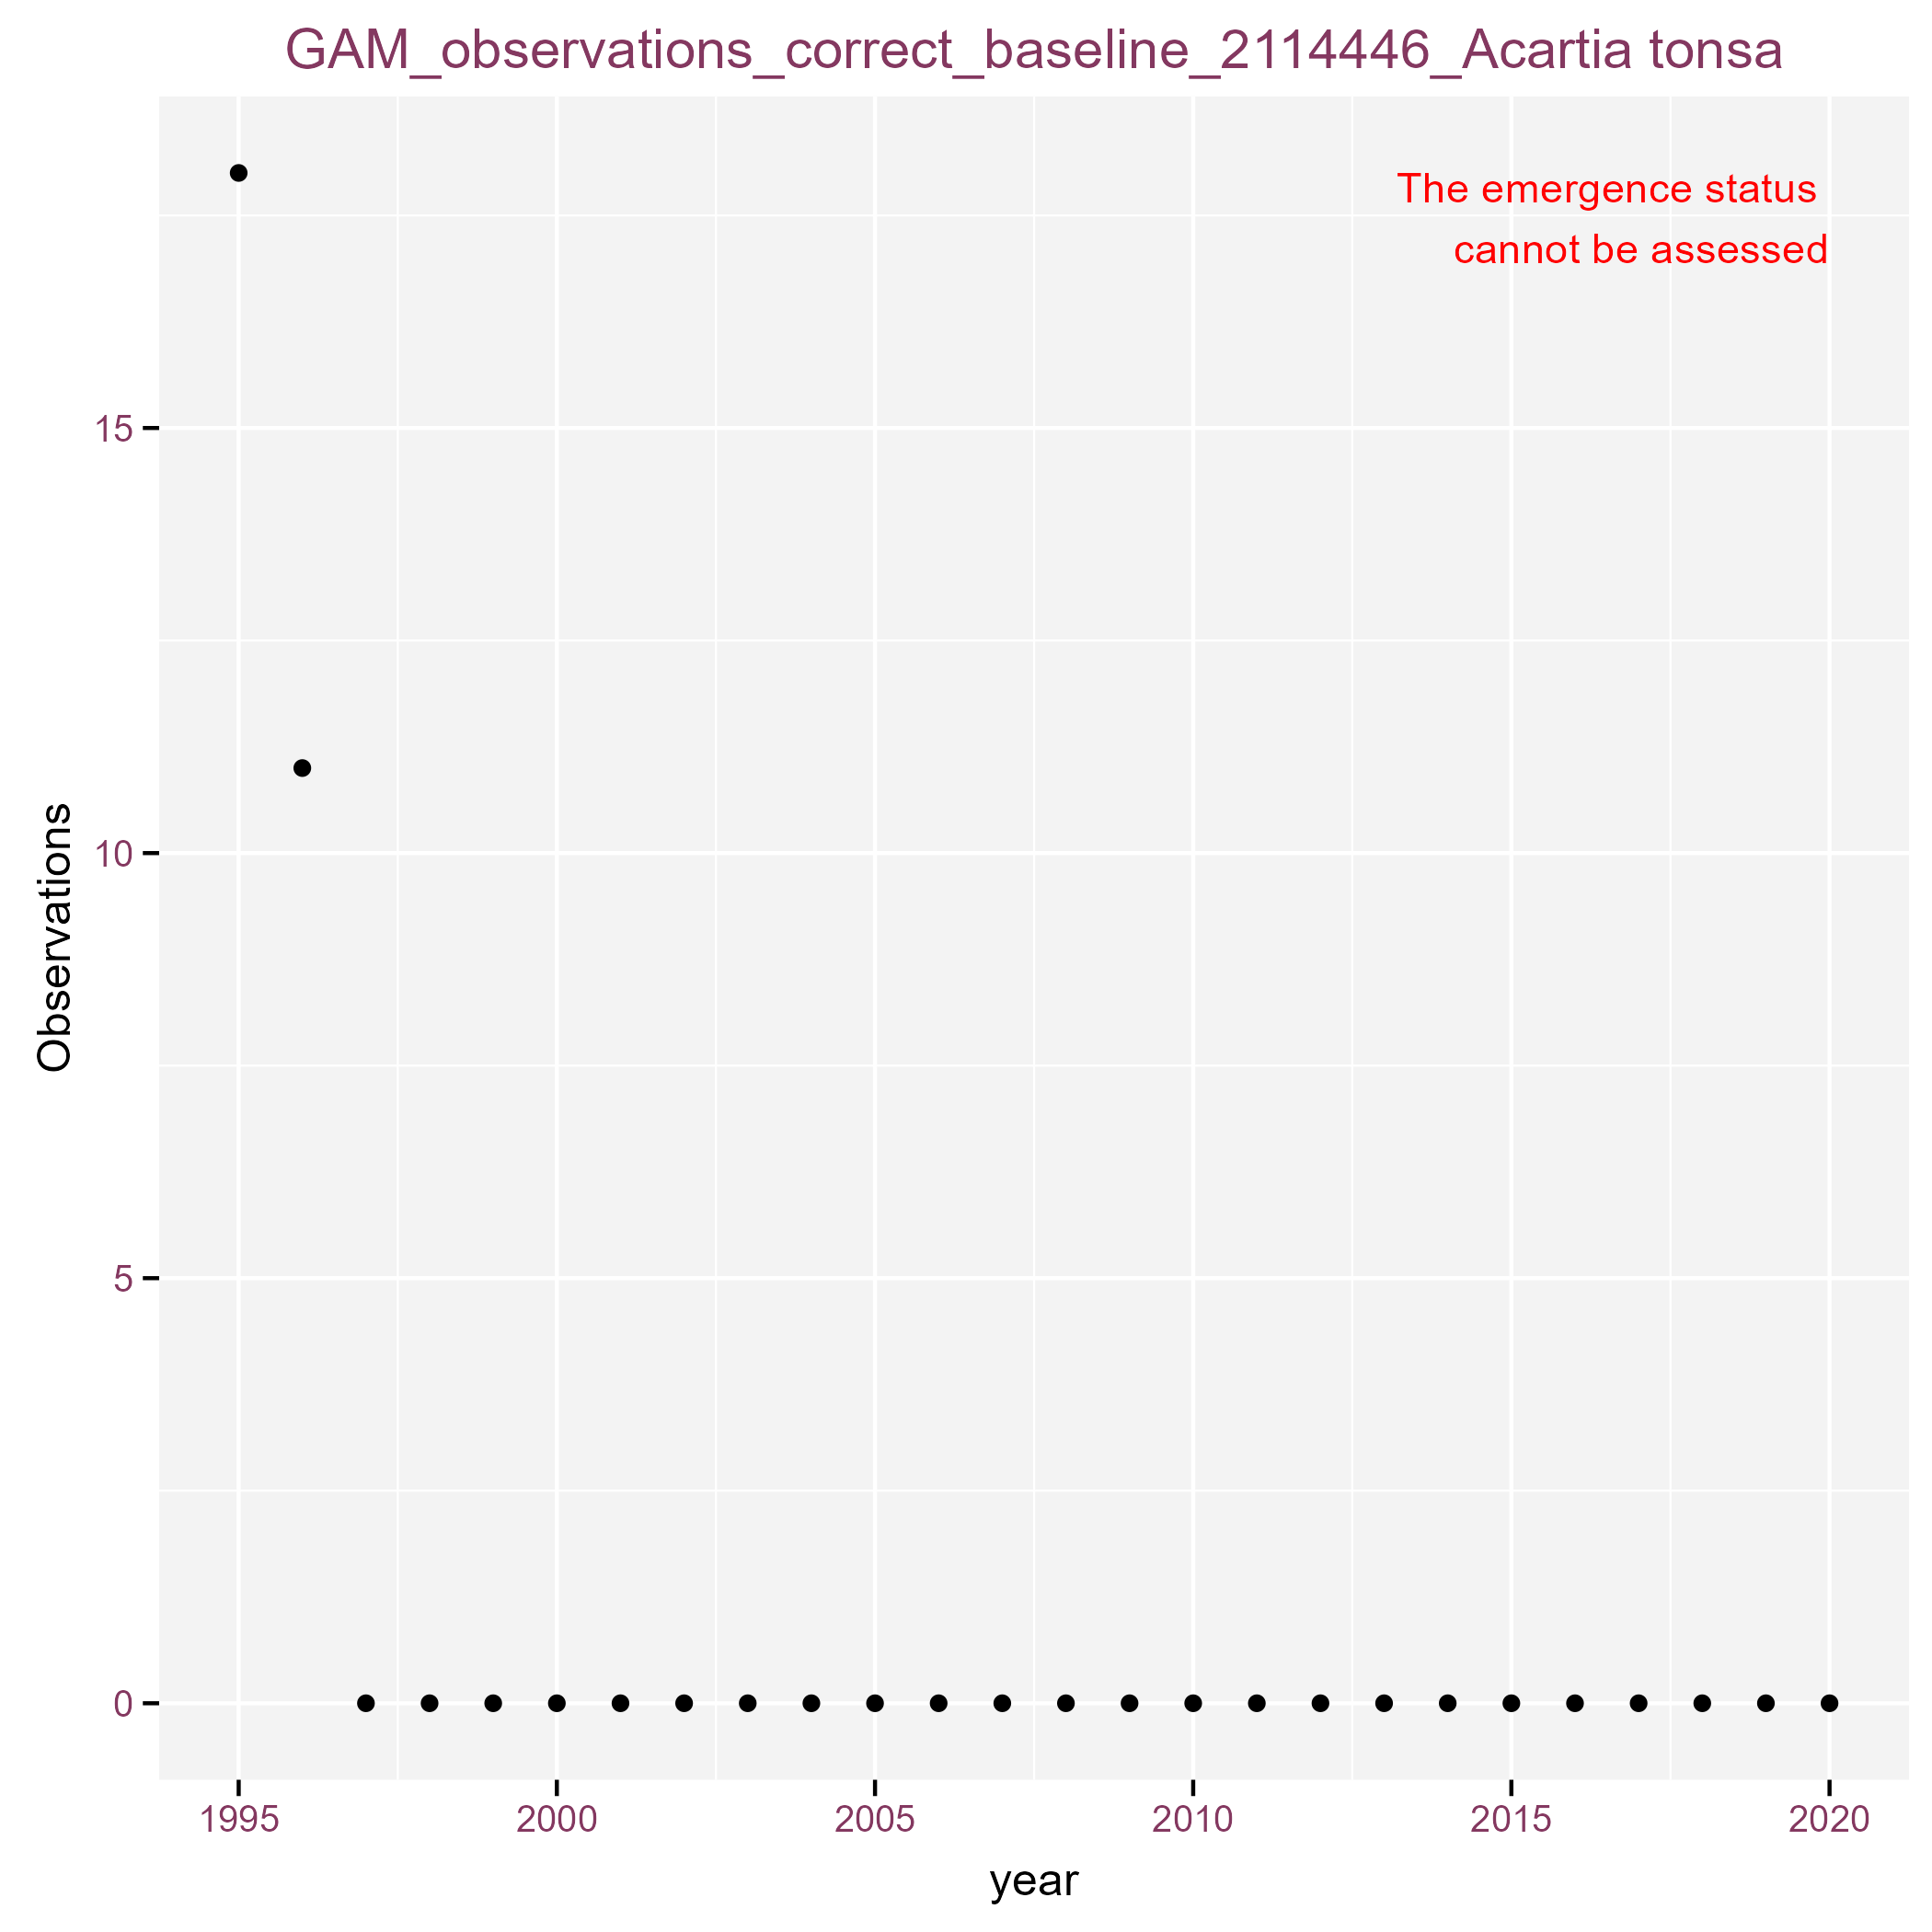 GAM_observations_correct_baseline_2114446_Acartia tonsa
The emergence status
cannot be assessed
15
10
5
0
Observations
1995 2000 2005 2010 2015 2020
year